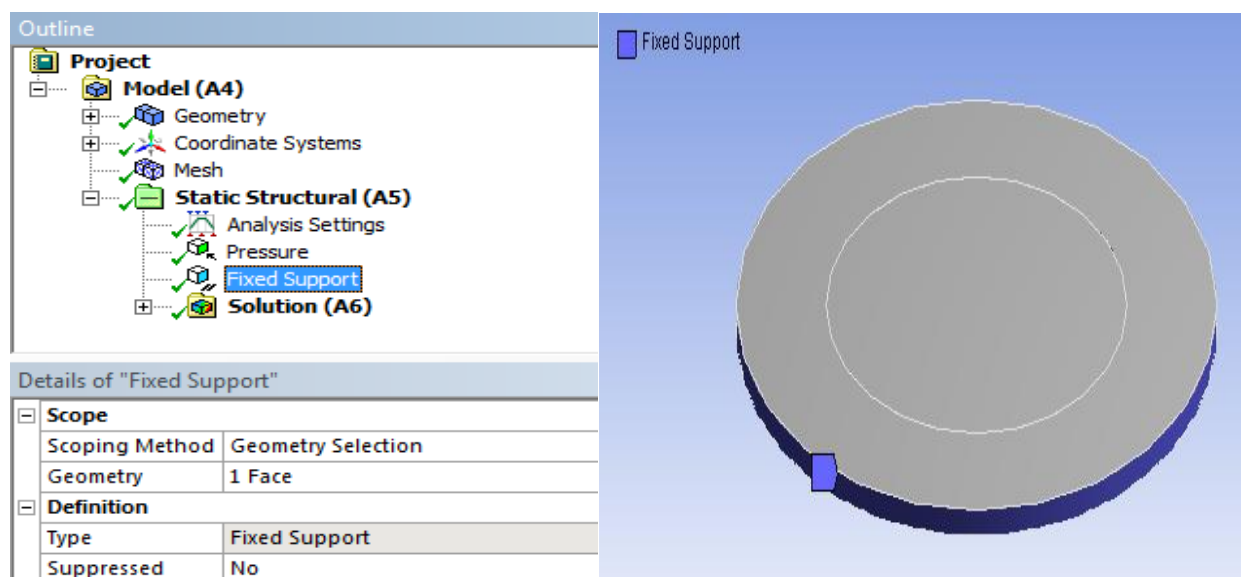 Outline
Project
Model (A4)
Geometry
Coordinate Systems
Mesh
Static Structural (A5)
Analysis Settings
Pressure
Fixed Support
Solution (A6)
Details of "Fixed Support"
Scope
Scoping Method Geometry Selection
Geometry 1 Face
Definition
Type Fixed Support
Suppressed No
Fixed Support